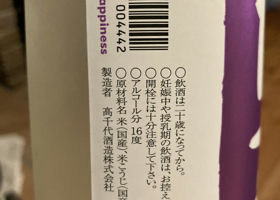 ○飲酒は二十歳になってから。
○妊娠中や授乳期の飲酒は、お控え
○開栓には十分注意して下さい。
○アルコール分 16度
○原材料名 米(国産)、米こうじ(国産
製造者 高千代酒造株式会社
004442
appiness